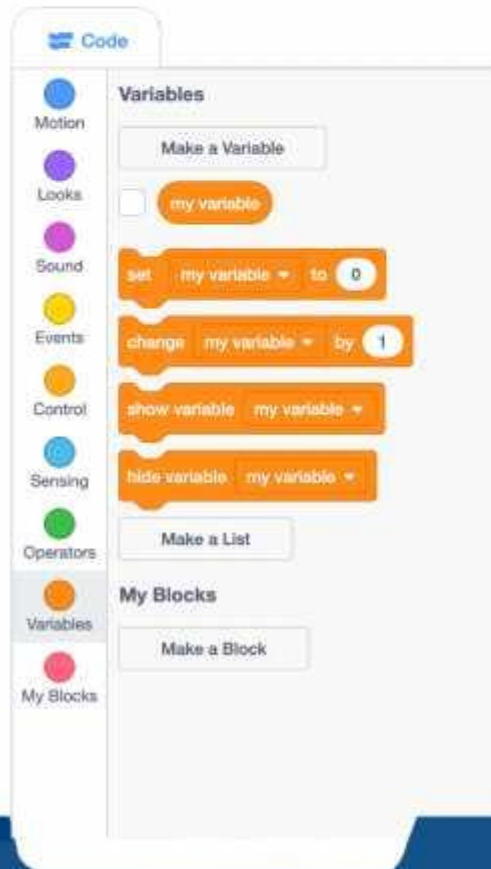 Code
Motion
Looks
Sound
Events
Control
Sensing
Operators
Variables
My Blocks
Variables
Make a Variable
my variable
set my variable to 0
change my variable by 1
show variable my variable
hide variable my variable
Make a List
My Blocks
Make a Block